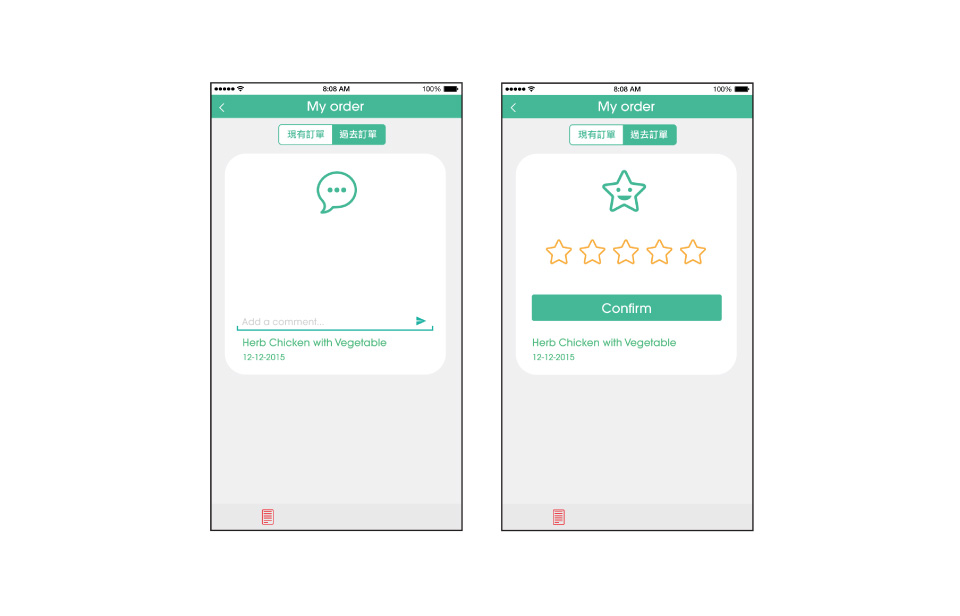 8:08 AM 100%
My order
現有訂單 過去訂單
Add a comment...
Herb Chicken with Vegetable
12-12-2015
8:08 AM 100%
My order
現有訂單 過去訂單
Confirm
Herb Chicken with Vegetable
12-12-2015